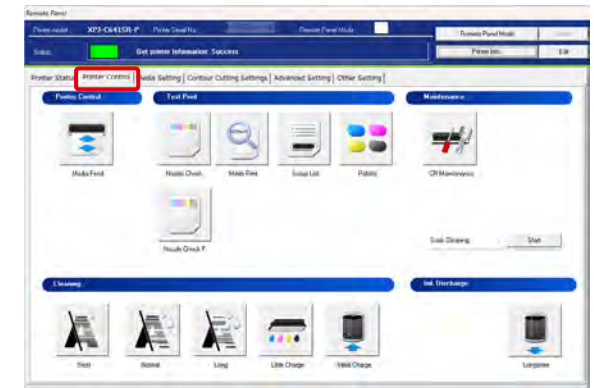 Remote Panel
Printer model XPJ-C641SR-P Printer Serial No. Remote Panel Mode
Remote Panel Mode
Status Get printer information: Success
Printer Info. Exit
Printer Status Printer Control Media Setting Contour Cutting Settings Advanced Setting Other Setting
Printer Control Test Print Maintenance
Media Feed Nozzle Check Mode Print Setup List Palette CR Maintenance
Nozzle Check F
Soak Cleaning Start
Cleaning Ink Discharge
Normal Long Little Charge Initial Charge